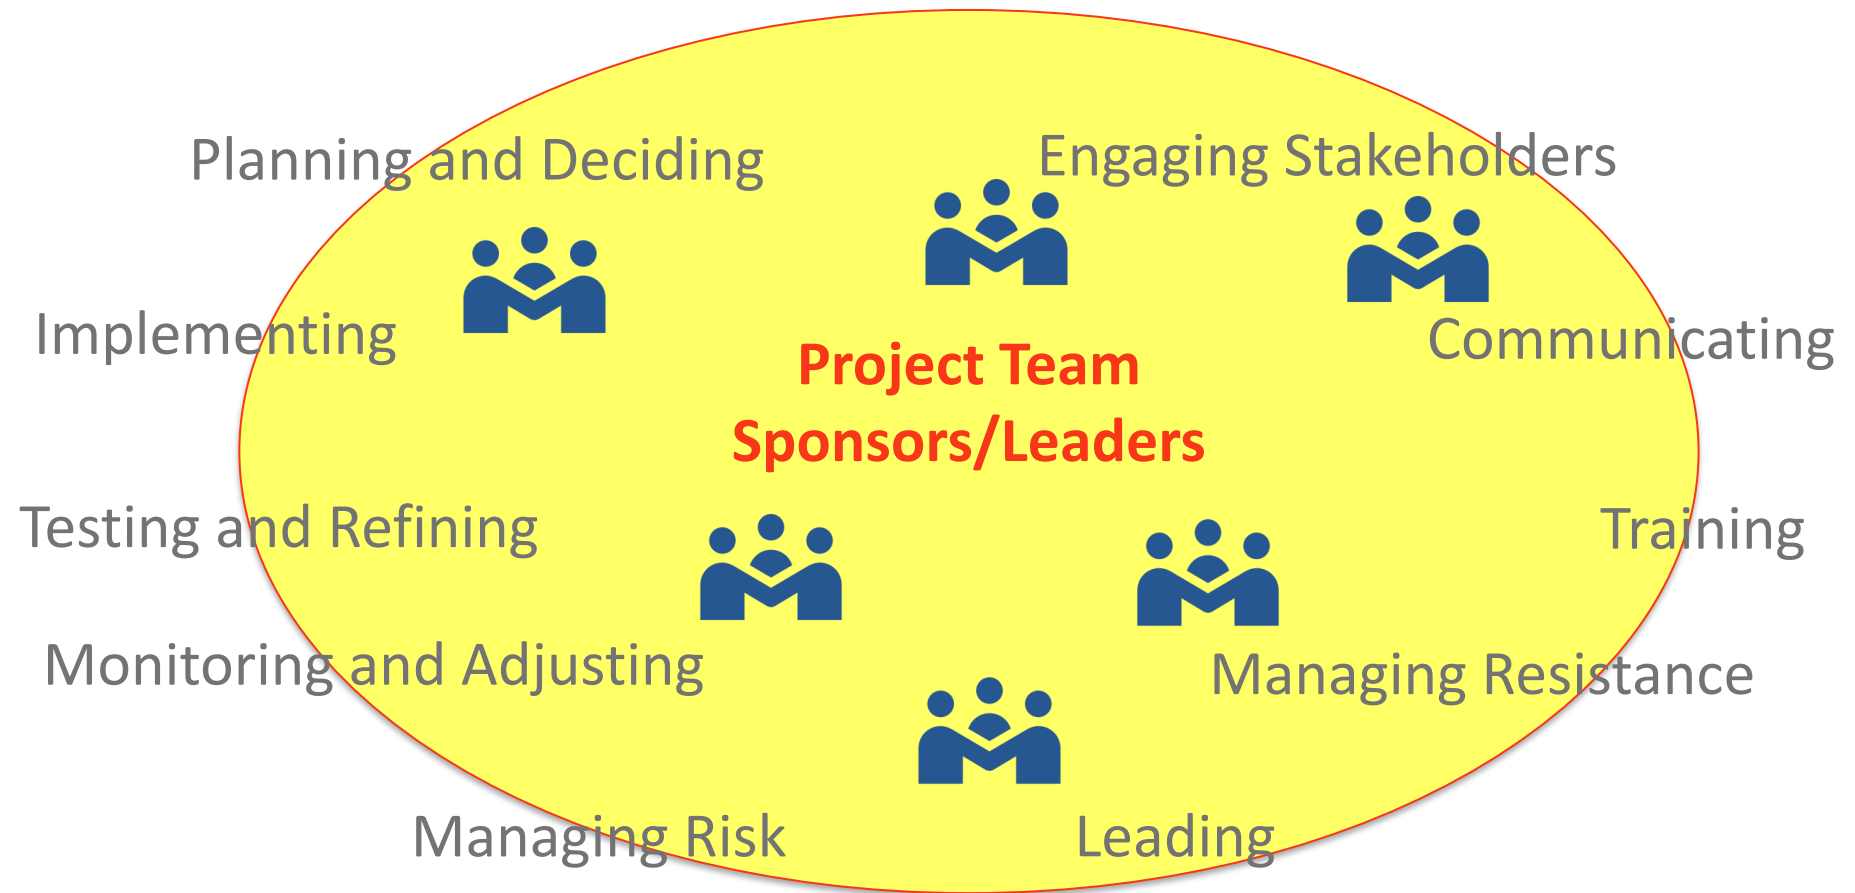 Planning and Deciding
Engaging Stakeholders
Implementing
Communicating
Project Team
Sponsors/Leaders
Testing and Refining
Training
Monitoring and Adjusting
Managing Resistance
Managing Risk
Leading